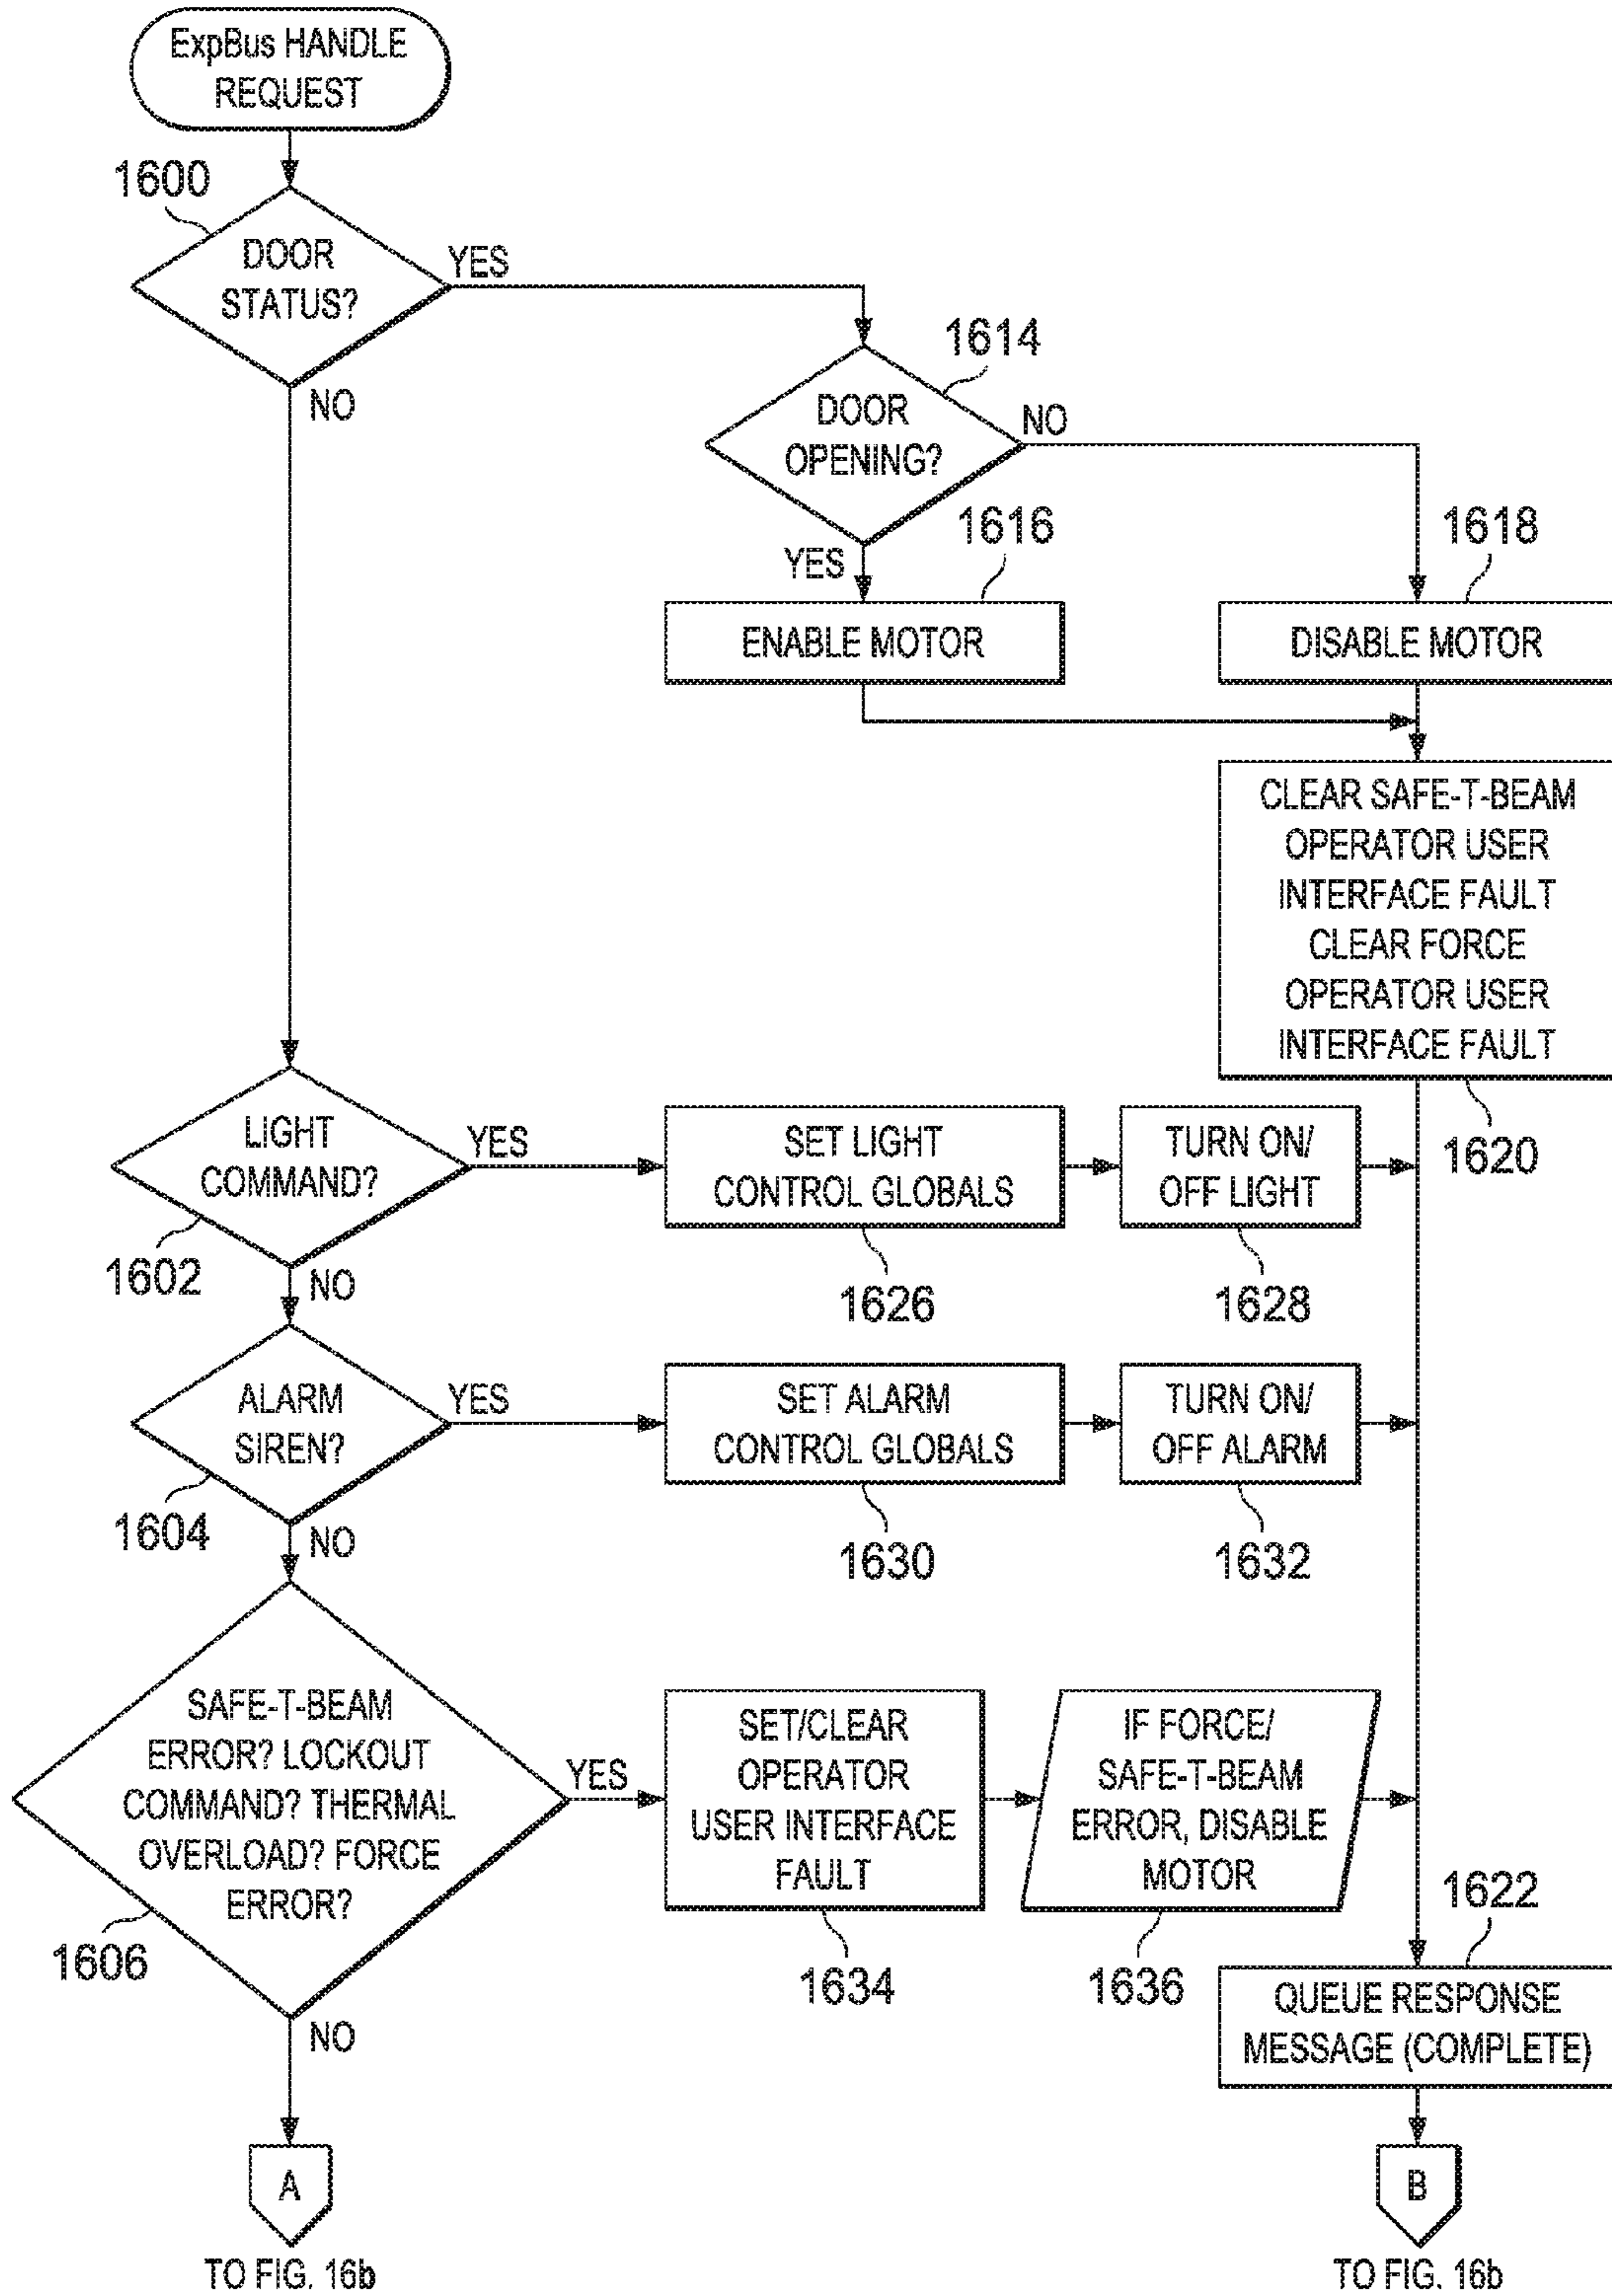 ExpBus HANDLE
REQUEST
1600
DOOR
STATUS?
YES
NO
1614
DOOR
OPENING?
NO
YES
1616
1618
ENABLE MOTOR
DISABLE MOTOR
CLEAR SAFE-T-BEAM
OPERATOR USER
INTERFACE FAULT
CLEAR FORCE
OPERATOR USER
INTERFACE FAULT
1620
LIGHT
COMMAND?
YES
1602
NO
SET LIGHT
CONTROL GLOBALS
1626
TURN ON/
OFF LIGHT
1628
ALARM
SIREN?
YES
1604
NO
SET ALARM
CONTROL GLOBALS
1630
TURN ON/
OFF ALARM
1632
SAFE-T-BEAM
ERROR? LOCKOUT
COMMAND? THERMAL
OVERLOAD? FORCE
ERROR?
YES
1606
NO
SET/CLEAR
OPERATOR
USER INTERFACE
FAULT
1634
IF FORCE/
SAFE-T-BEAM
ERROR, DISABLE
MOTOR
1636
1622
QUEUE RESPONSE
MESSAGE (COMPLETE)
A
TO FIG. 16b
B
TO FIG. 16b